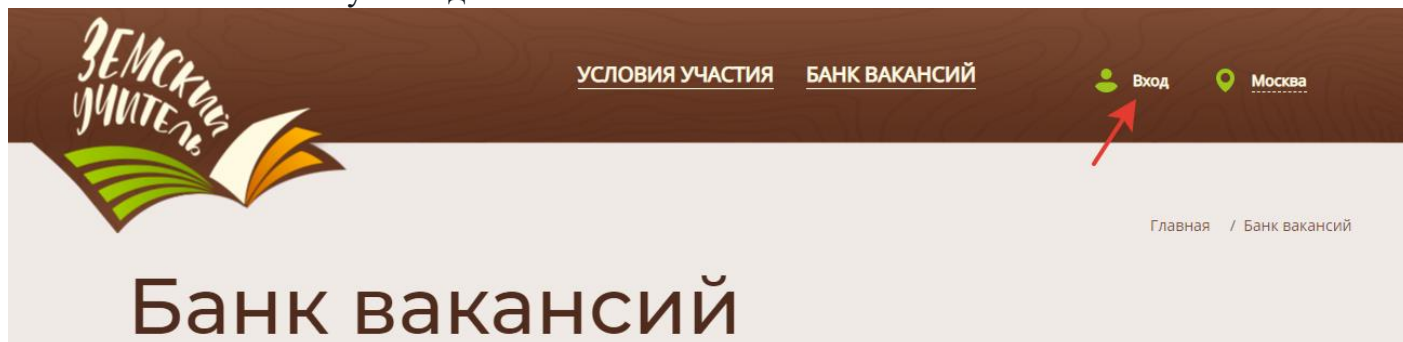 ЗЕМСКИЙ
УЧИТЕЛЬ
УСЛОВИЯ УЧАСТИЯ БАНК ВАКАНСИЙ Вход Москва
Главная / Банк вакансий
Банк вакансий